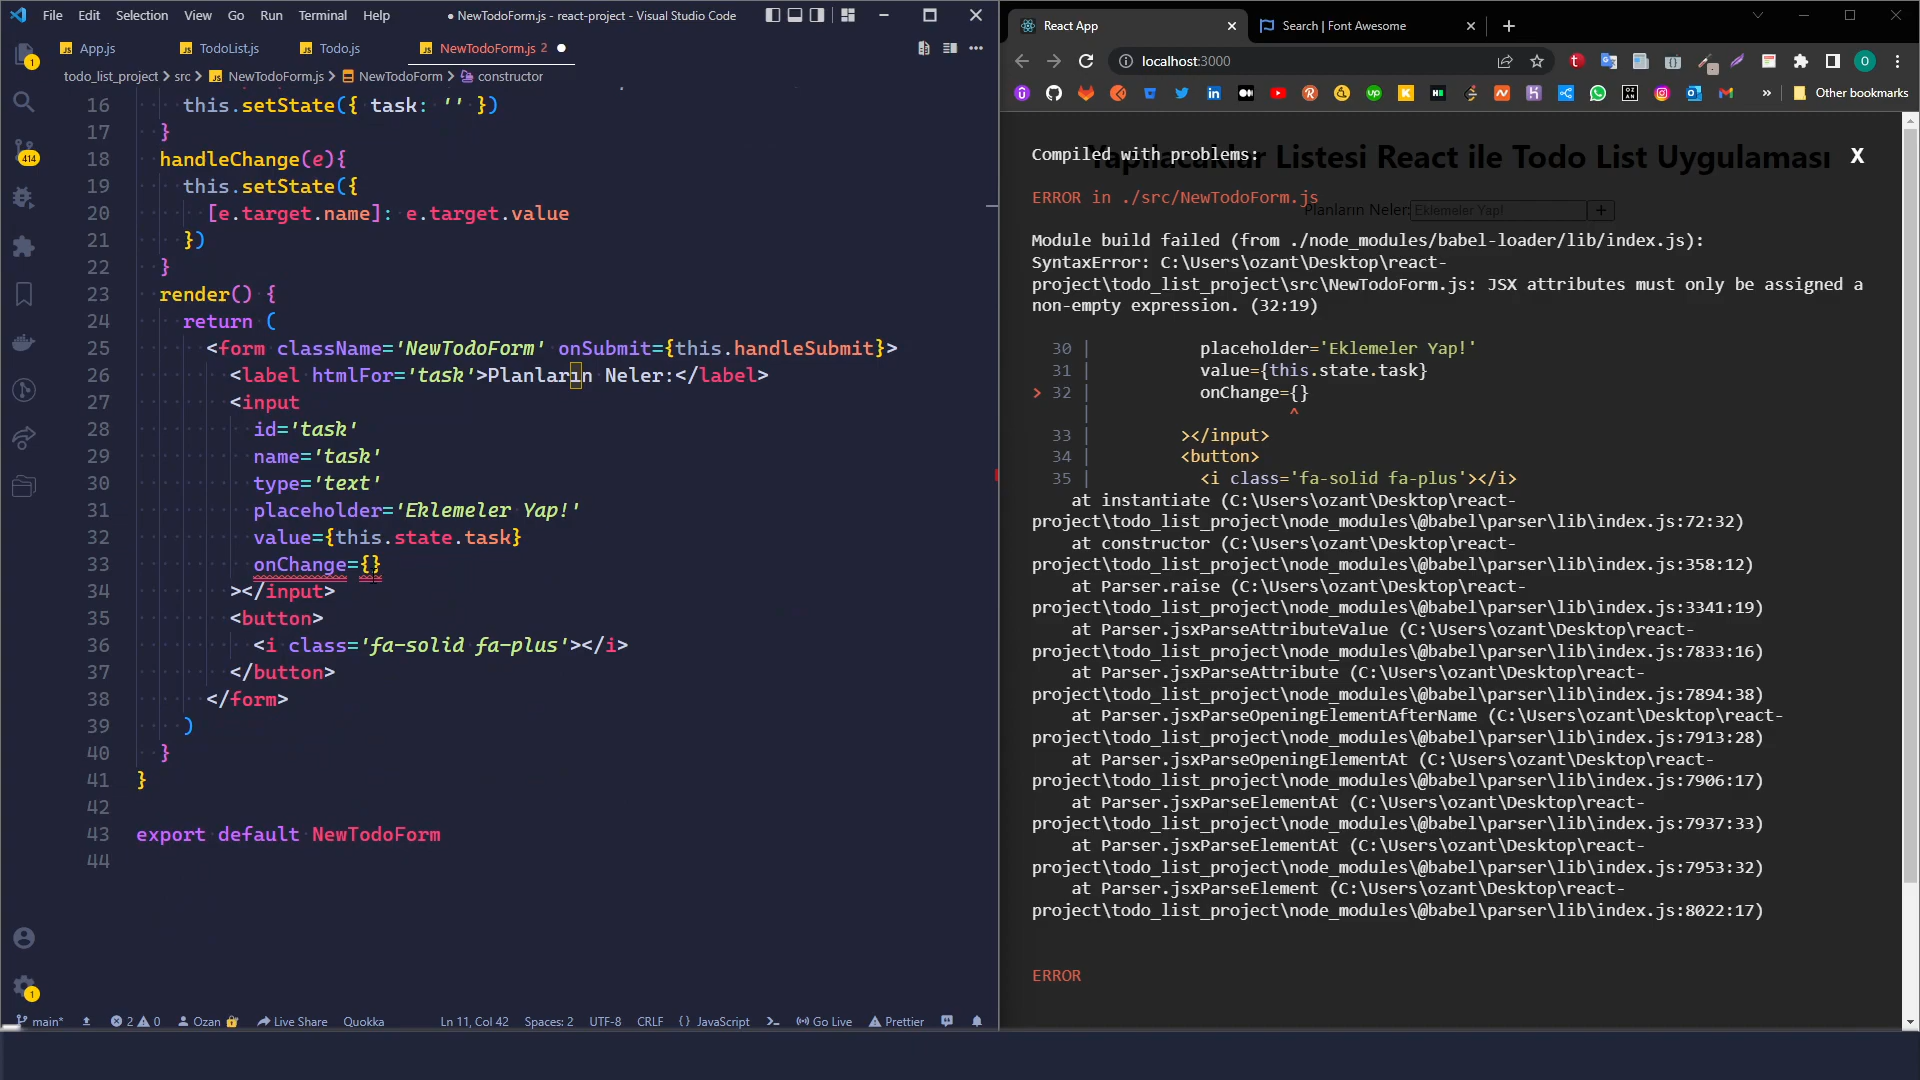 File Edit Selection View Go Run Terminal Help
● NewTodoForm.js - react-project - Visual Studio Code
App.js TodoList.js Todo.js NewTodoForm.js 2
todo_list_project > src > NewTodoForm.js > NewTodoForm > constructor
16 this.setState({ task: '' })
17 }
18 handleChange(e){
19 this.setState({
20 [e.target.name]: e.target.value
21 })
22 }
23 render() {
24 return (
25 <form className='NewTodoForm' onSubmit={this.handleSubmit}>
26 <label htmlFor='task'>Planların Neler:</label>
27 <input
28 id='task'
29 name='task'
30 type='text'
31 placeholder='Eklemeler Yap!'
32 value={this.state.task}
33 onChange={}
34 ></input>
35 <button>
36 <i class='fa-solid fa-plus'></i>
37 </button>
38 </form>
39 )
40 }
41 }
42
43 export default NewTodoForm
44
1
414
1
main* 2 0 Ozan Live Share Quokka Ln 11, Col 42 Spaces: 2 UTF-8 CRLF {} JavaScript Go Live Prettier
React App Search | Font Awesome
localhost:3000
Other bookmarks
Yapılacaklar Listesi React ile Todo List Uygulaması
Planların Neler: Eklemeler Yap! +
Compiled with problems: X
ERROR in ./src/NewTodoForm.js
Module build failed (from ./node_modules/babel-loader/lib/index.js):
SyntaxError: C:\Users\ozant\Desktop\react-
project\todo_list_project\src\NewTodoForm.js: JSX attributes must only be assigned a
non-empty expression. (32:19)
30 | placeholder='Eklemeler Yap!'
31 | value={this.state.task}
> 32 | onChange={}
| ^
33 | ></input>
34 | <button>
35 | <i class='fa-solid fa-plus'></i>
at instantiate (C:\Users\ozant\Desktop\react-
project\todo_list_project\node_modules\@babel\parser\lib\index.js:72:32)
at constructor (C:\Users\ozant\Desktop\react-
project\todo_list_project\node_modules\@babel\parser\lib\index.js:358:12)
at Parser.raise (C:\Users\ozant\Desktop\react-
project\todo_list_project\node_modules\@babel\parser\lib\index.js:3341:19)
at Parser.jsxParseAttributeValue (C:\Users\ozant\Desktop\react-
project\todo_list_project\node_modules\@babel\parser\lib\index.js:7833:16)
at Parser.jsxParseAttribute (C:\Users\ozant\Desktop\react-
project\todo_list_project\node_modules\@babel\parser\lib\index.js:7894:38)
at Parser.jsxParseOpeningElementAfterName (C:\Users\ozant\Desktop\react-
project\todo_list_project\node_modules\@babel\parser\lib\index.js:7913:28)
at Parser.jsxParseOpeningElementAt (C:\Users\ozant\Desktop\react-
project\todo_list_project\node_modules\@babel\parser\lib\index.js:7906:17)
at Parser.jsxParseElementAt (C:\Users\ozant\Desktop\react-
project\todo_list_project\node_modules\@babel\parser\lib\index.js:7937:33)
at Parser.jsxParseElementAt (C:\Users\ozant\Desktop\react-
project\todo_list_project\node_modules\@babel\parser\lib\index.js:7953:32)
at Parser.jsxParseElement (C:\Users\ozant\Desktop\react-
project\todo_list_project\node_modules\@babel\parser\lib\index.js:8022:17)
ERROR